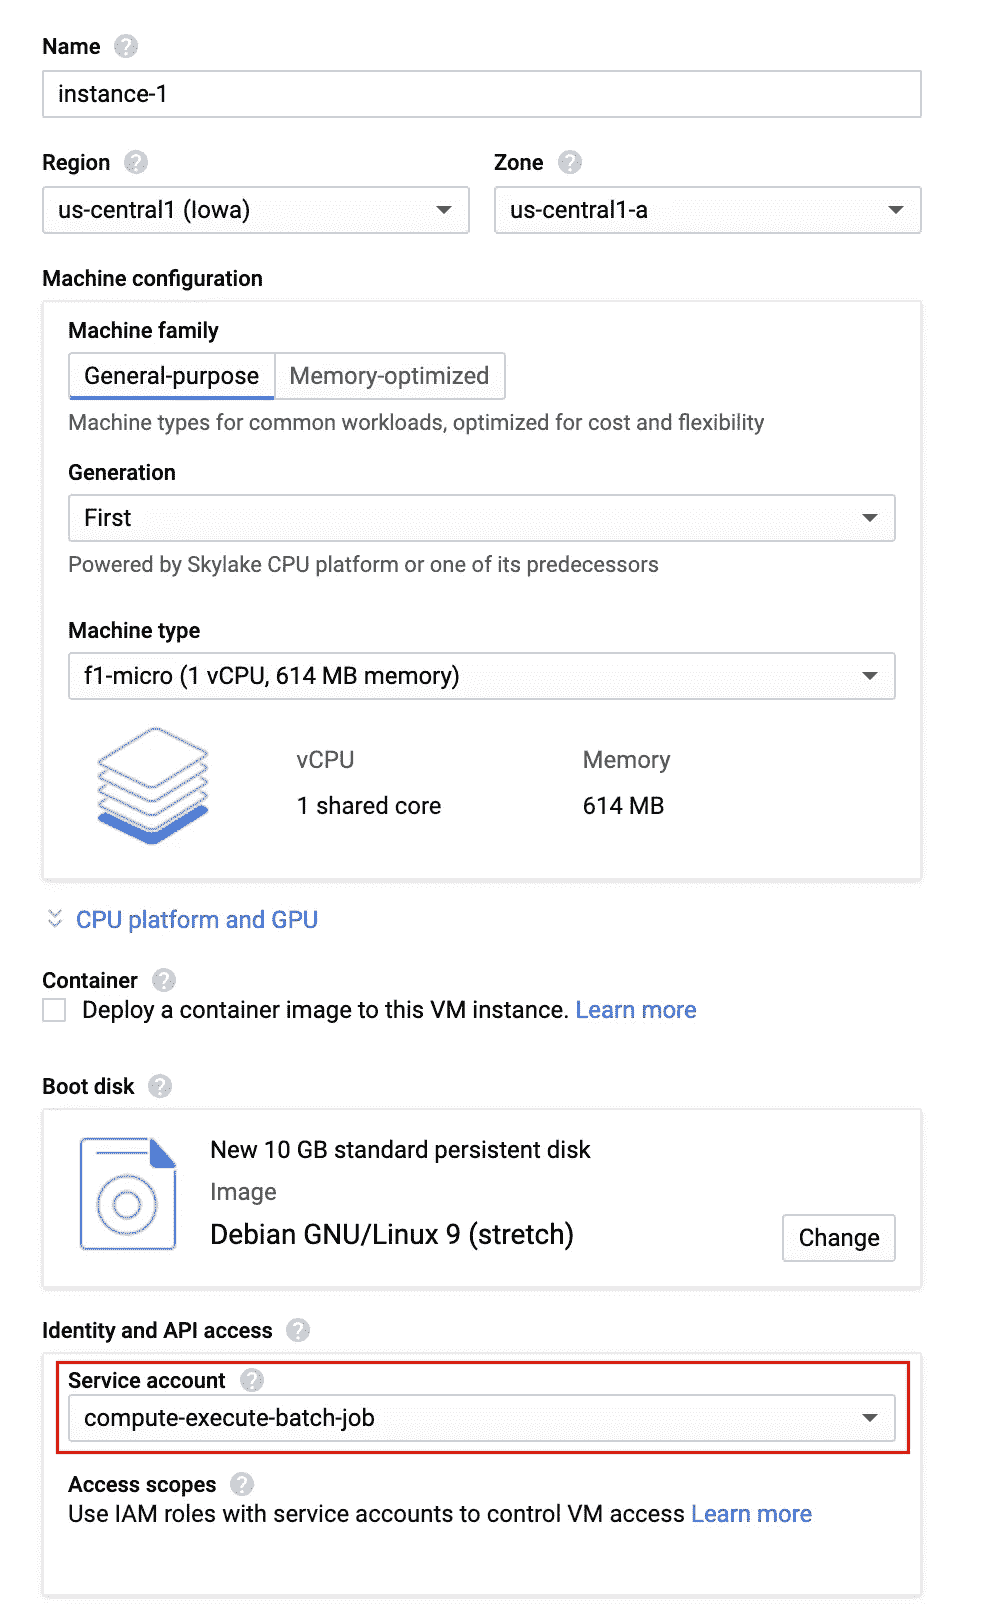 Name ?
instance-1
Region ? Zone ?
us-central1 (Iowa) us-central1-a
Machine configuration
Machine family
General-purpose Memory-optimized
Machine types for common workloads, optimized for cost and flexibility
Generation
First
Powered by Skylake CPU platform or one of its predecessors
Machine type
f1-micro (1 vCPU, 614 MB memory)
vCPU Memory
1 shared core 614 MB
CPU platform and GPU
Container ?
Deploy a container image to this VM instance. Learn more
Boot disk ?
New 10 GB standard persistent disk
Image
Debian GNU/Linux 9 (stretch)
Change
Identity and API access ?
Service account ?
compute-execute-batch-job
Access scopes ?
Use IAM roles with service accounts to control VM access Learn more